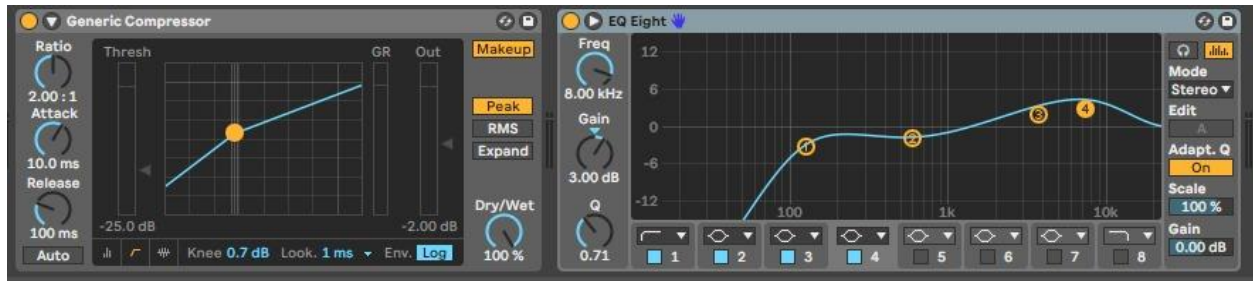 Generic Compressor
Ratio
2.00 : 1
Attack
10.0 ms
Release
100 ms
Auto
Thresh
GR
Out
-25.0 dB
-2.00 dB
Knee 0.7 dB Look. 1 ms Env. Log
Makeup
Peak
RMS
Expand
Dry/Wet
100 %
EQ Eight
Freq
8.00 kHz
Gain
3.00 dB
Q
0.71
12
6
0
-6
-12
100 1k 10k
1 2 3 4
1 2 3 4 5 6 7 8
Mode
Stereo
Edit
A
Adapt. Q
On
Scale
100 %
Gain
0.00 dB